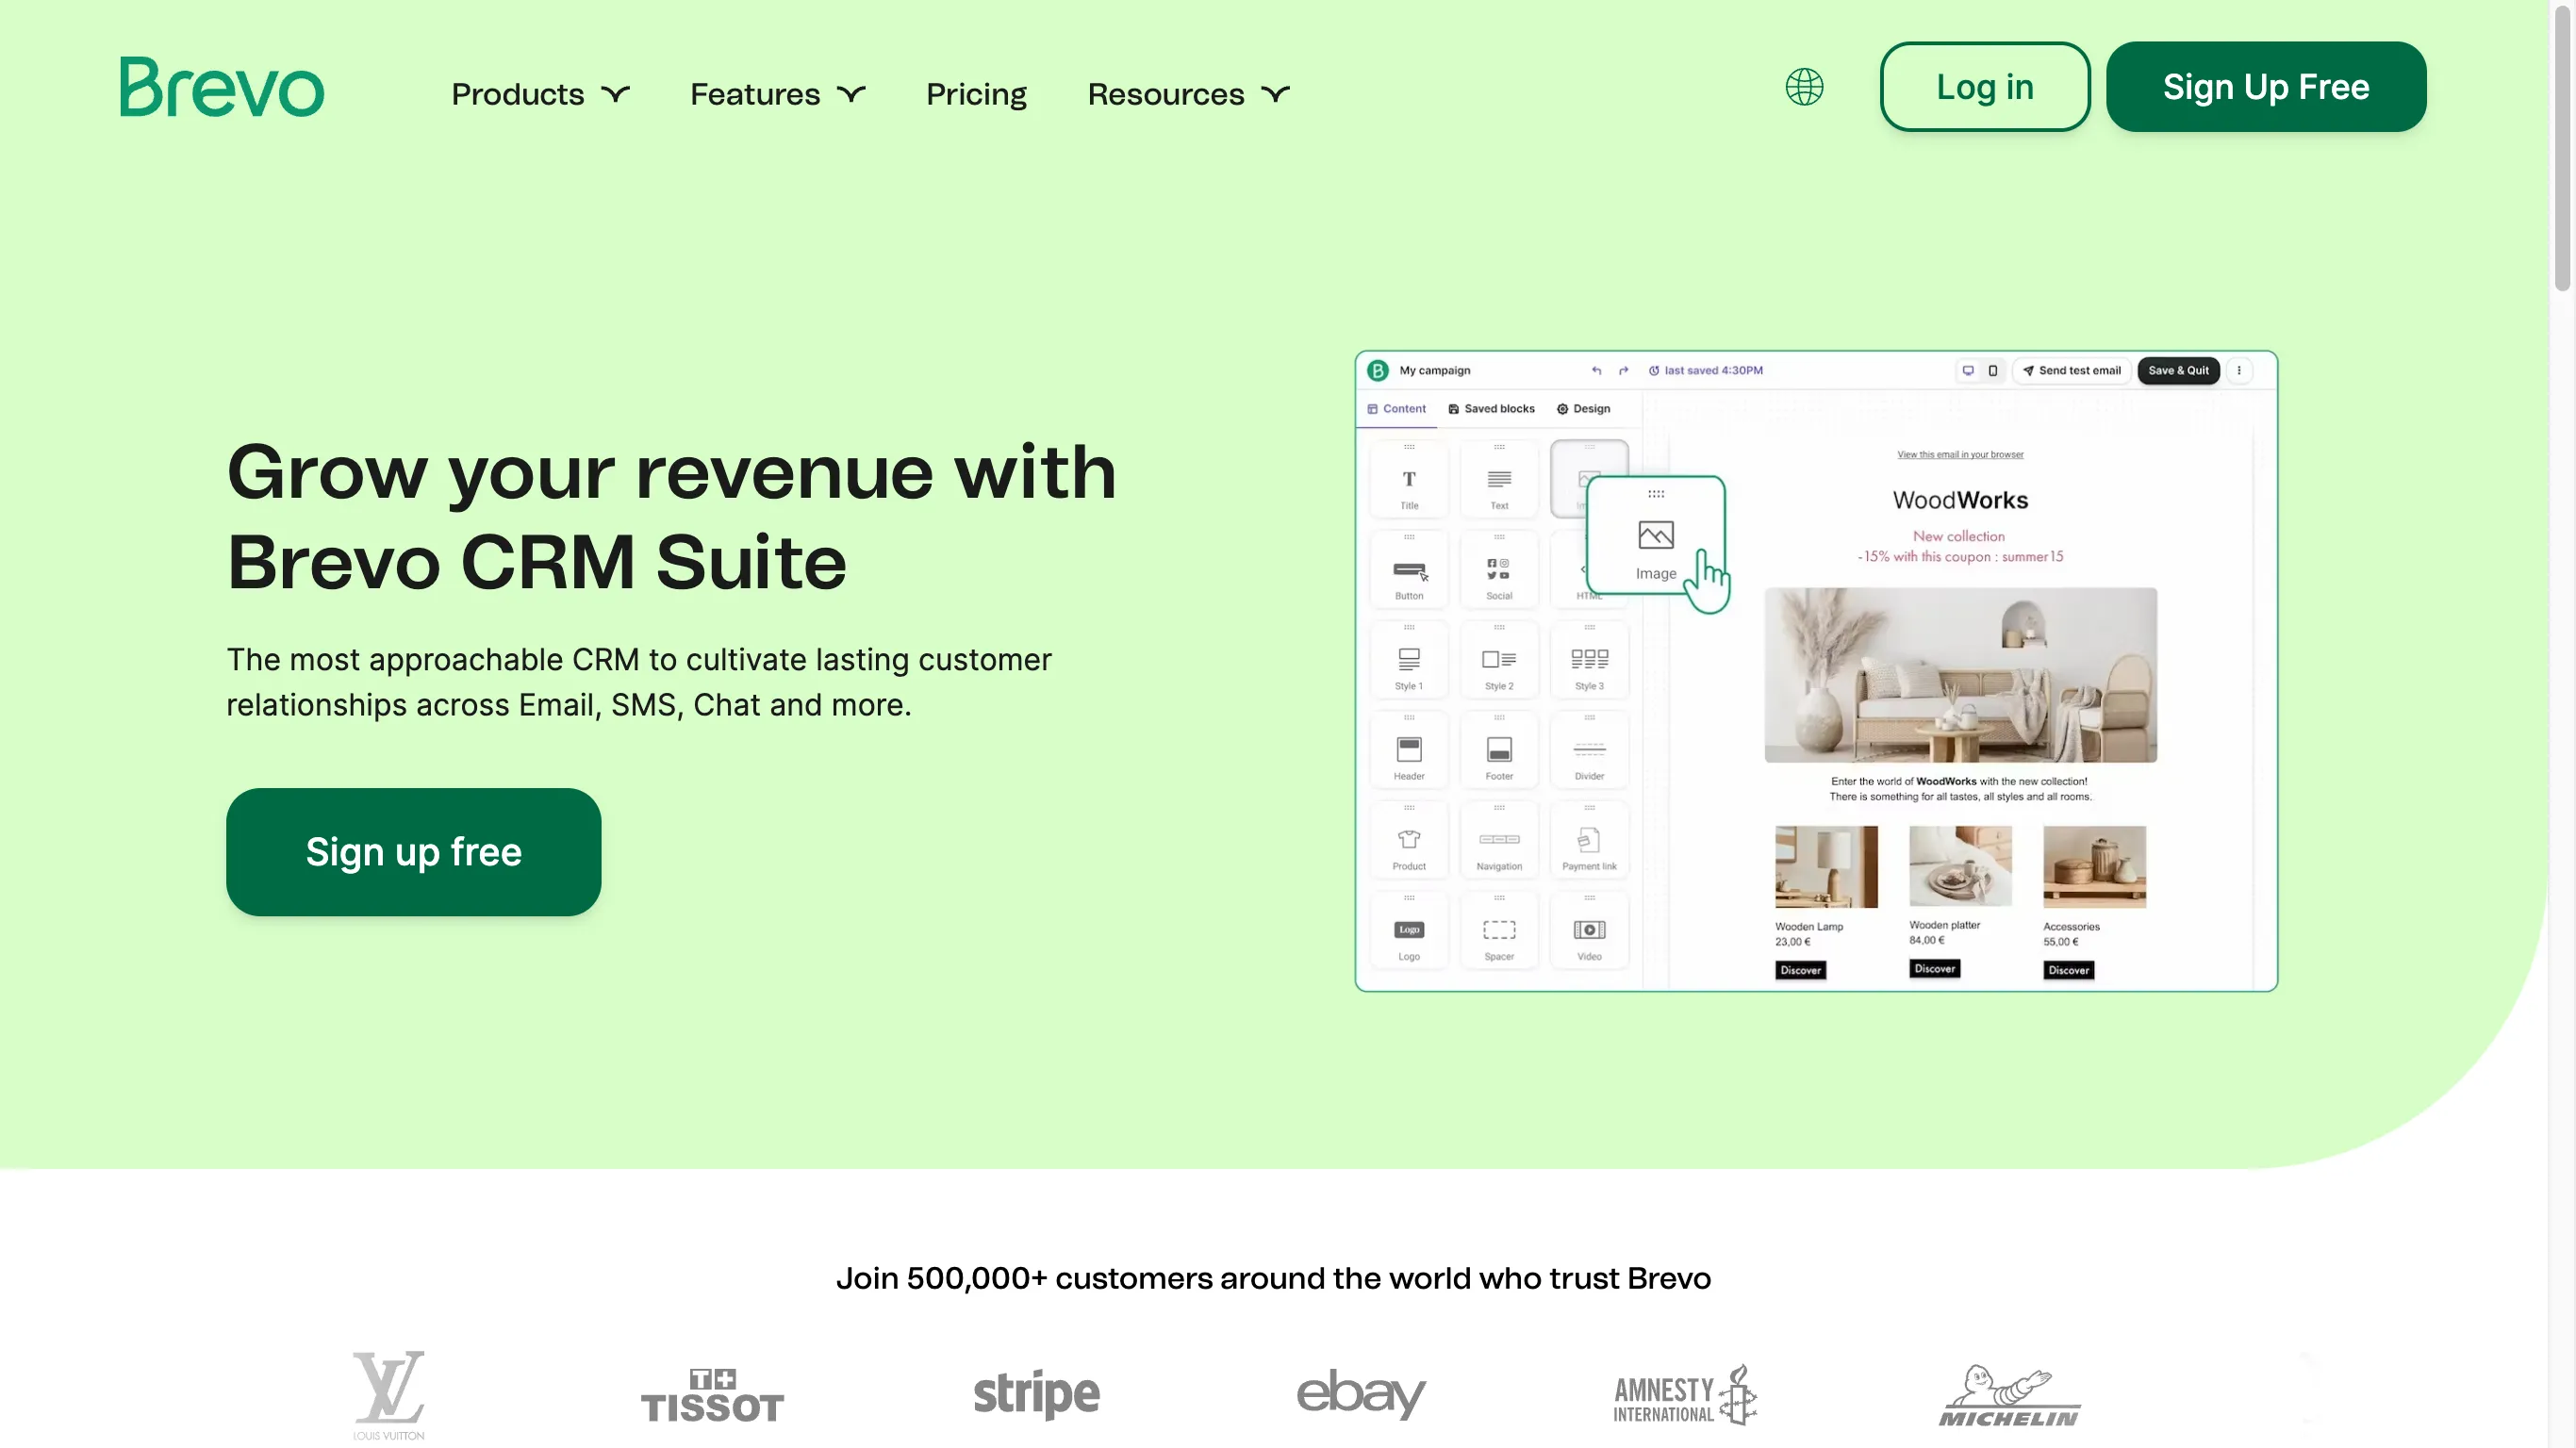 Brevo
Products
Features
Pricing
Resources
Log in
Sign Up Free
Grow your revenue with
Brevo CRM Suite
The most approachable CRM to cultivate lasting customer
relationships across Email, SMS, Chat and more.
Sign up free
B
My campaign
last saved 4:30PM
Send test email
Save & Quit
Content
Saved blocks
Design
Title
Text
Image
Button
Social
HTML
Style 1
Style 2
Style 3
Header
Footer
Divider
Product
Navigation
Payment link
Logo
Logo
Spacer
Video
View this email in your browser
WoodWorks
New collection
-15% with this coupon : summer15
Enter the world of WoodWorks with the new collection!
There is something for all tastes, all styles and all rooms.
Wooden Lamp
23,00 €
Discover
Wooden platter
84,00 €
Discover
Accessories
55,00 €
Discover
Join 500,000+ customers around the world who trust Brevo
LV
LOUIS VUITTON
T+
TISSOT
stripe
ebay
AMNESTY
INTERNATIONAL
MICHELIN